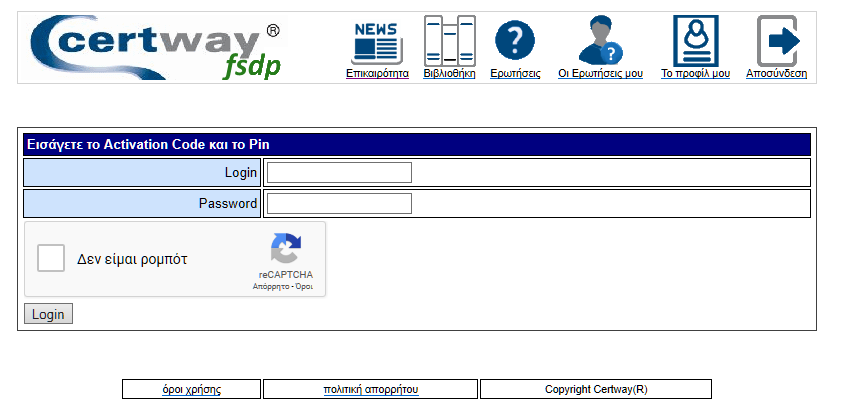 certway®
fsdp
NEWS
Επικαιρότητα Βιβλιοθήκη Ερωτήσεις Οι Ερωτήσεις μου Το προφίλ μου Αποσύνδεση
Εισάγετε το Activation Code και το Pin
Login
Password
Δεν είμαι ρομπότ
reCAPTCHA
Απόρρητο - Όροι
Login
όροι χρήσης πολιτική απορρήτου Copyright Certway(R)